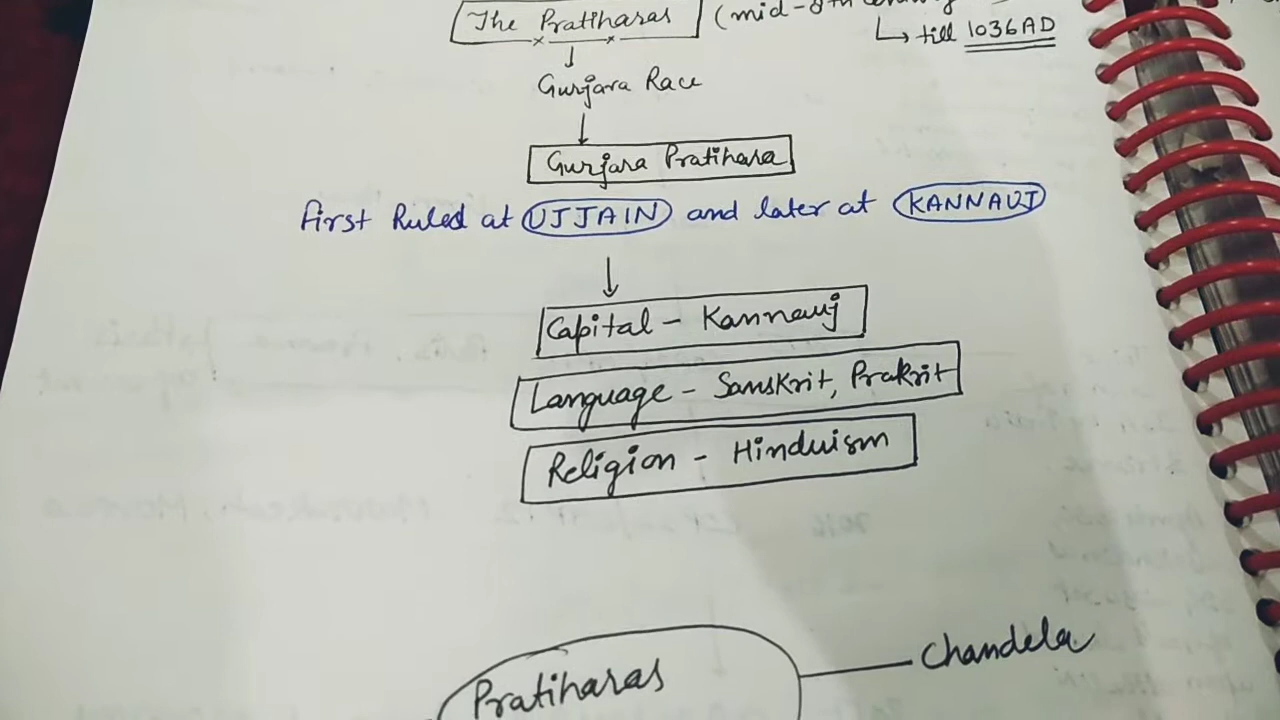 The Pratiharas (mid-8th
↳ till 1036AD
Gurjara Race
Gurjara Pratihara
First Ruled at UJJAIN and later at KANNAUJ
Capital - Kannauj
Language - Sanskrit, Prakrit
Religion - Hinduism
Chandela
Pratiharas